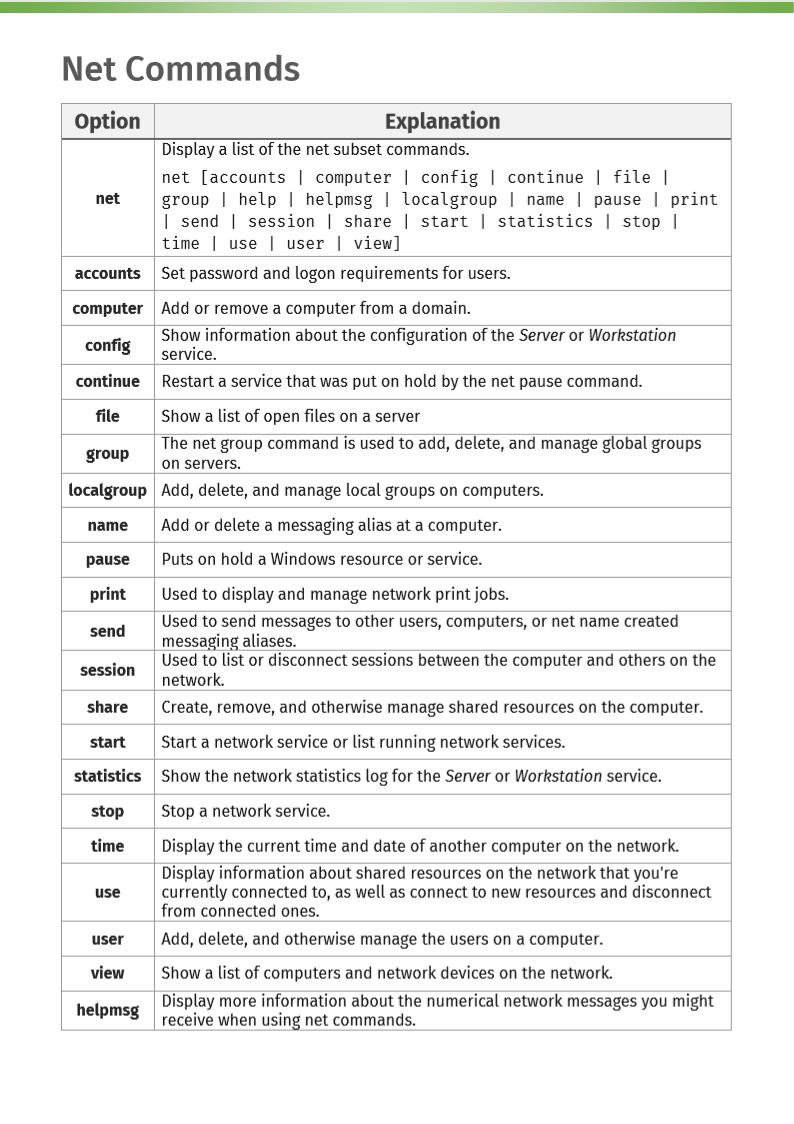 Net Commands
Option Explanation
net
Display a list of the net subset commands.
net [accounts | computer | config | continue | file |
group | help | helpmsg | localgroup | name | pause | print
| send | session | share | start | statistics | stop |
time | use | user | view]
accounts Set password and logon requirements for users.
computer Add or remove a computer from a domain.
config Show information about the configuration of the Server or Workstation
service.
continue Restart a service that was put on hold by the net pause command.
file Show a list of open files on a server
group The net group command is used to add, delete, and manage global groups
on servers.
localgroup Add, delete, and manage local groups on computers.
name Add or delete a messaging alias at a computer.
pause Puts on hold a Windows resource or service.
print Used to display and manage network print jobs.
send Used to send messages to other users, computers, or net name created
messaging aliases.
session Used to list or disconnect sessions between the computer and others on the
network.
share Create, remove, and otherwise manage shared resources on the computer.
start Start a network service or list running network services.
statistics Show the network statistics log for the Server or Workstation service.
stop Stop a network service.
time Display the current time and date of another computer on the network.
use Display information about shared resources on the network that you're
currently connected to, as well as connect to new resources and disconnect
from connected ones.
user Add, delete, and otherwise manage the users on a computer.
view Show a list of computers and network devices on the network.
helpmsg Display more information about the numerical network messages you might
receive when using net commands.